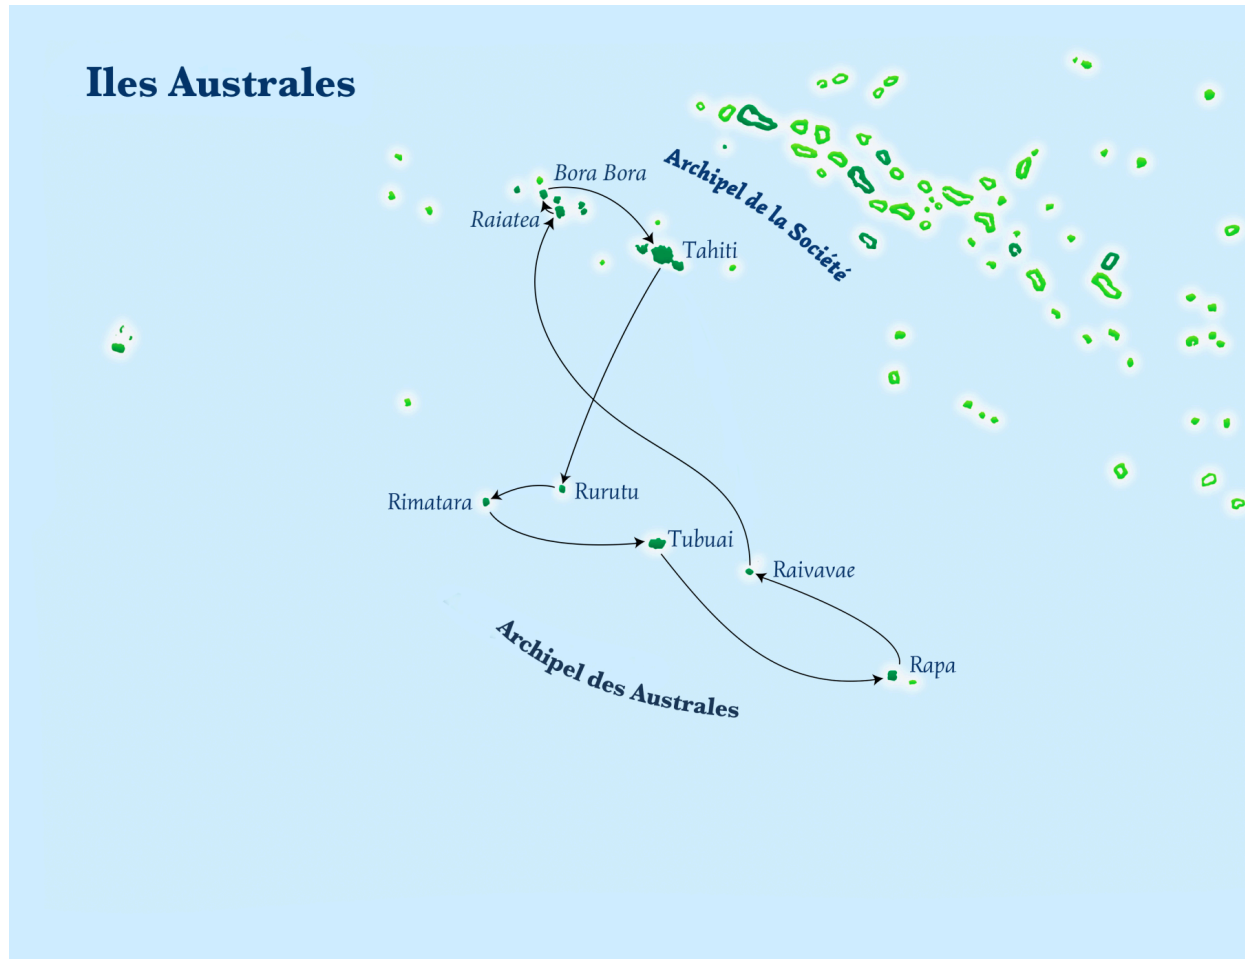 Iles Australes
Bora Bora
Archipel de la Société
Raiatea
Tahiti
Rurutu
Rimatara
Tubuai
Raivavae
Archipel des Australes
Rapa